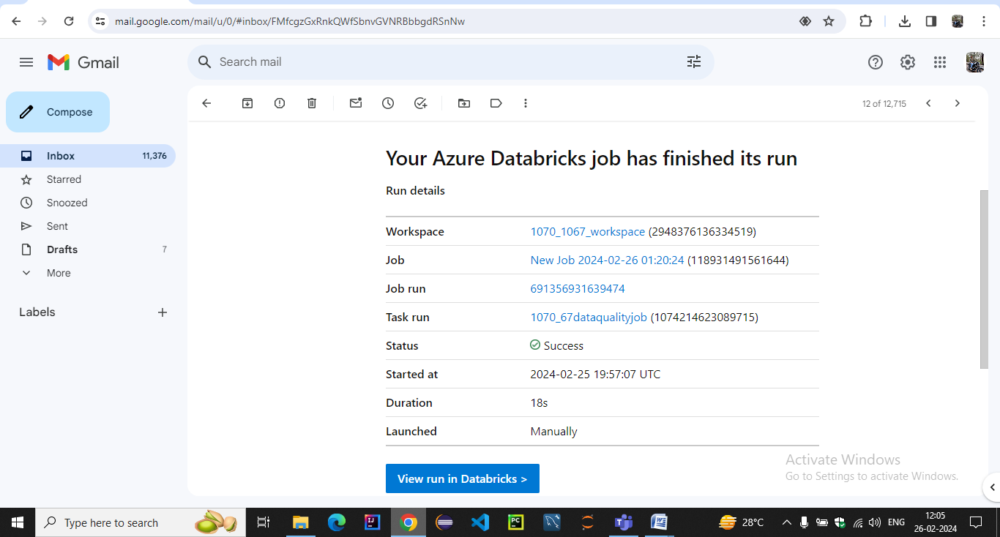 mail.google.com/mail/u/0/#inbox/FMfcgzGxRnkQWfSbnvGVNRBbbgdRSnNw
Gmail
Search mail
Compose
12 of 12,715
Inbox 11,376
Starred
Snoozed
Sent
Drafts 7
More
Labels
Your Azure Databricks job has finished its run
Run details
Workspace 1070_1067_workspace (2948376136334519)
Job New Job 2024-02-26 01:20:24 (118931491561644)
Job run 691356931639474
Task run 1070_67dataqualityjob (1074214623089715)
Status Success
Started at 2024-02-25 19:57:07 UTC
Duration 18s
Launched Manually
View run in Databricks >
Activate Windows
Go to Settings to activate Windows.
Type here to search
28°C
ENG
12:05
26-02-2024